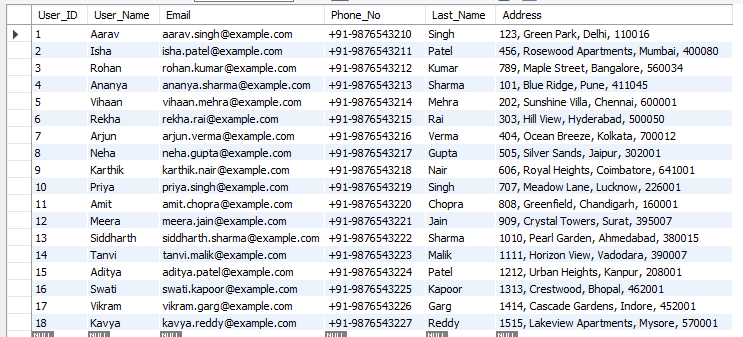 User_ID User_Name Email Phone_No Last_Name Address
1 Aarav aarav.singh@example.com +91-9876543210 Singh 123, Green Park, Delhi, 110016
2 Isha isha.patel@example.com +91-9876543211 Patel 456, Rosewood Apartments, Mumbai, 400080
3 Rohan rohan.kumar@example.com +91-9876543212 Kumar 789, Maple Street, Bangalore, 560034
4 Ananya ananya.sharma@example.com +91-9876543213 Sharma 101, Blue Ridge, Pune, 411045
5 Vihaan vihaan.mehra@example.com +91-9876543214 Mehra 202, Sunshine Villa, Chennai, 600001
6 Rekha rekha.rai@example.com +91-9876543215 Rai 303, Hill View, Hyderabad, 500050
7 Arjun arjun.verma@example.com +91-9876543216 Verma 404, Ocean Breeze, Kolkata, 700012
8 Neha neha.gupta@example.com +91-9876543217 Gupta 505, Silver Sands, Jaipur, 302001
9 Karthik karthik.nair@example.com +91-9876543218 Nair 606, Royal Heights, Coimbatore, 641001
10 Priya priya.singh@example.com +91-9876543219 Singh 707, Meadow Lane, Lucknow, 226001
11 Amit amit.chopra@example.com +91-9876543220 Chopra 808, Greenfield, Chandigarh, 160001
12 Meera meera.jain@example.com +91-9876543221 Jain 909, Crystal Towers, Surat, 395007
13 Siddharth siddharth.sharma@example.com +91-9876543222 Sharma 1010, Pearl Garden, Ahmedabad, 380015
14 Tanvi tanvi.malik@example.com +91-9876543223 Malik 1111, Horizon View, Vadodara, 390007
15 Aditya aditya.patel@example.com +91-9876543224 Patel 1212, Urban Heights, Kanpur, 208001
16 Swati swati.kapoor@example.com +91-9876543225 Kapoor 1313, Crestwood, Bhopal, 462001
17 Vikram vikram.garg@example.com +91-9876543226 Garg 1414, Cascade Gardens, Indore, 452001
18 Kavya kavya.reddy@example.com +91-9876543227 Reddy 1515, Lakeview Apartments, Mysore, 570001
NULL NULL NULL NULL NULL NULL